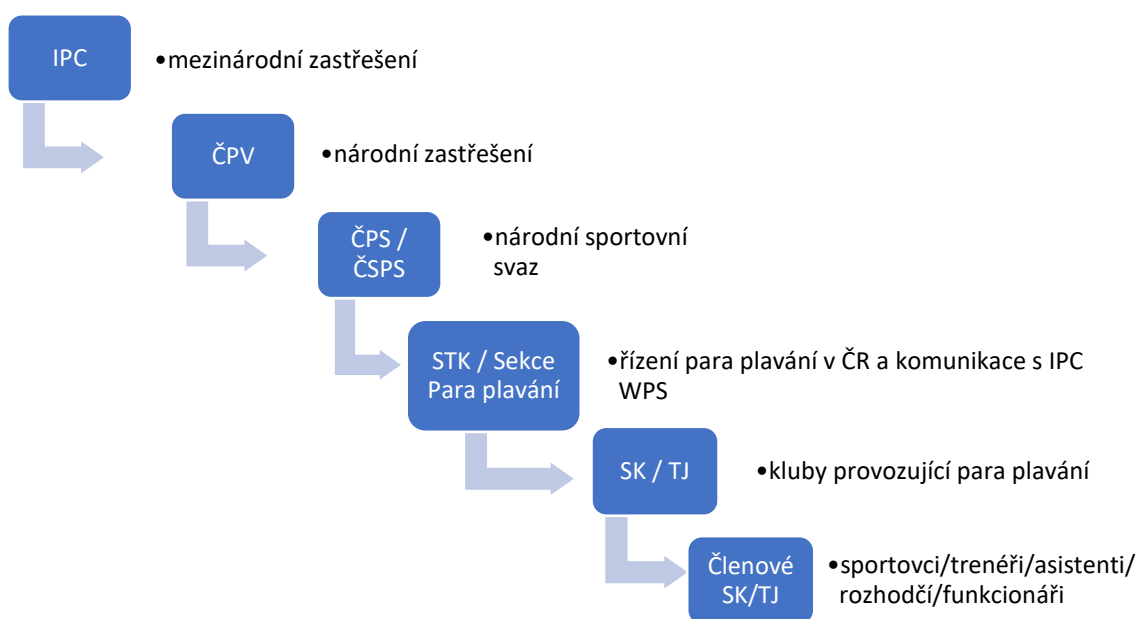 IPC
•mezinárodní zastřešení
ČPV
•národní zastřešení
ČPS /
ČSPS
•národní sportovní
svaz
STK / Sekce
Para plavání
•řízení para plavání v ČR a komunikace s IPC
WPS
SK / TJ
•kluby provozující para plavání
Členové
SK/TJ
•sportovci/trenéři/asistenti/
rozhodčí/funkcionáři